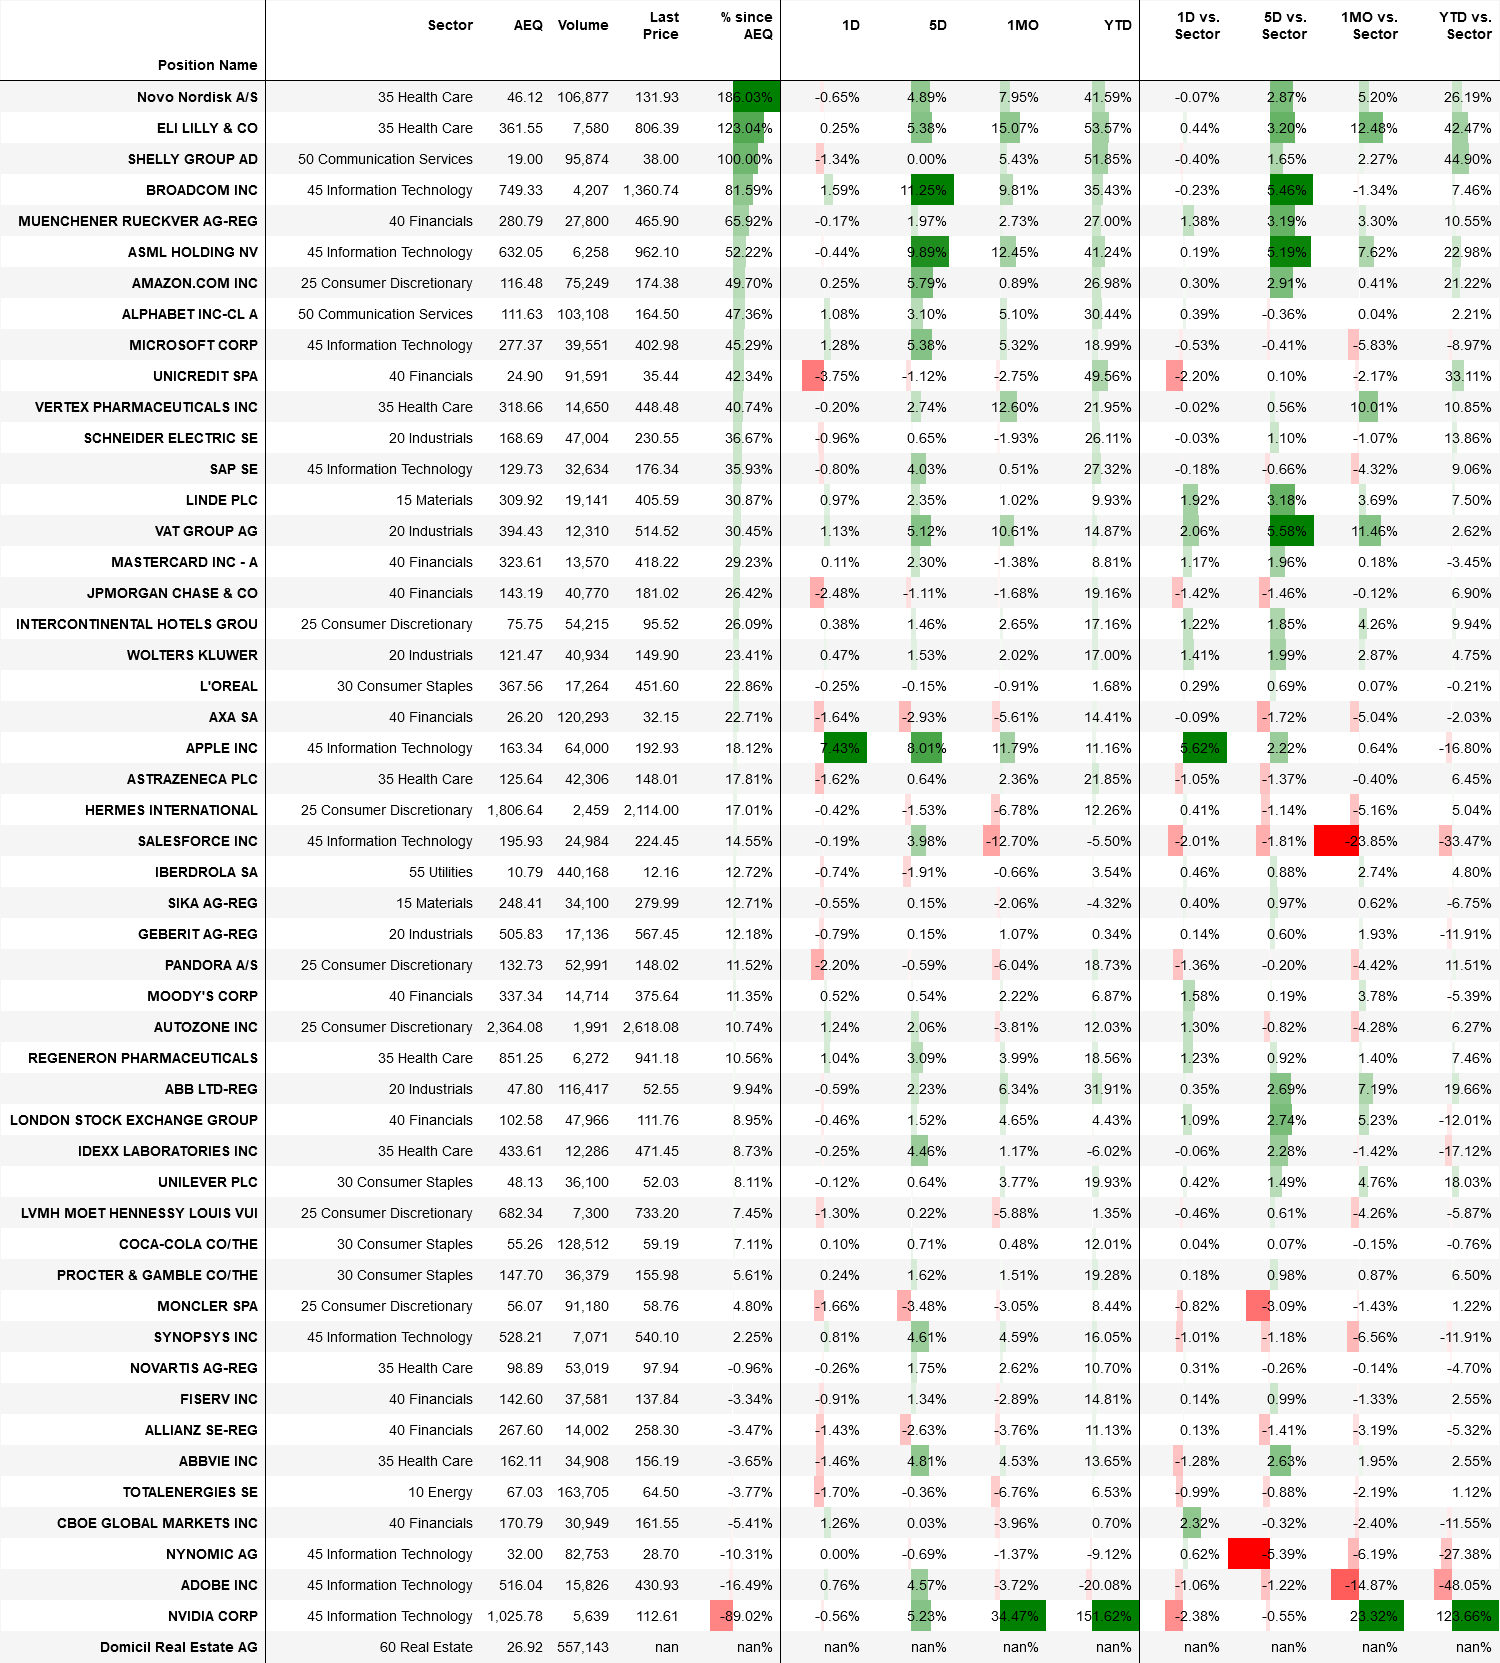 Position Name Sector AEQ Volume Last Price % since AEQ 1D 5D 1MO YTD 1D vs. Sector 5D vs. Sector 1MO vs. Sector YTD vs. Sector
Novo Nordisk A/S 35 Health Care 46.12 106,877 131.93 186.03% -0.65% 4.89% 7.95% 41.59% -0.07% 2.87% 5.20% 26.19%
ELI LILLY & CO 35 Health Care 361.55 7,580 806.39 123.04% 0.25% 5.38% 15.07% 53.57% 0.44% 3.20% 12.48% 42.47%
SHELLY GROUP AD 50 Communication Services 19.00 95,874 38.00 100.00% -1.34% 0.00% 5.43% 51.85% -0.40% 1.65% 2.27% 44.90%
BROADCOM INC 45 Information Technology 749.33 4,207 1,360.74 81.59% 1.59% 11.25% 9.81% 35.43% -0.23% 5.46% -1.34% 7.46%
MUENCHENER RUECKVER AG-REG 40 Financials 280.79 27,800 465.90 65.92% -0.17% 1.97% 2.73% 27.00% 1.38% 3.19% 3.30% 10.55%
ASML HOLDING NV 45 Information Technology 632.05 6,258 962.10 52.22% -0.44% 9.89% 12.45% 41.24% 0.19% 5.19% 7.62% 22.98%
AMAZON.COM INC 25 Consumer Discretionary 116.48 75,249 174.38 49.70% 0.25% 5.79% 0.89% 26.98% 0.30% 2.91% 0.41% 21.22%
ALPHABET INC-CL A 50 Communication Services 111.63 103,108 164.50 47.36% 1.08% 3.10% 5.10% 30.44% 0.39% -0.36% 0.04% 2.21%
MICROSOFT CORP 45 Information Technology 277.37 39,551 402.98 45.29% 1.28% 5.38% 5.32% 18.99% -0.53% -0.41% -5.83% -8.97%
UNICREDIT SPA 40 Financials 24.90 91,591 35.44 42.34% -3.75% -1.12% -2.75% 49.56% -2.20% 0.10% -2.17% 33.11%
VERTEX PHARMACEUTICALS INC 35 Health Care 318.66 14,650 448.48 40.74% -0.20% 2.74% 12.60% 21.95% -0.02% 0.56% 10.01% 10.85%
SCHNEIDER ELECTRIC SE 20 Industrials 168.69 47,004 230.55 36.67% -0.96% 0.65% -1.93% 26.11% -0.03% 1.10% -1.07% 13.86%
SAP SE 45 Information Technology 129.73 32,634 176.34 35.93% -0.80% 4.03% 0.51% 27.32% -0.18% -0.66% -4.32% 9.06%
LINDE PLC 15 Materials 309.92 19,141 405.59 30.87% 0.97% 2.35% 1.02% 9.93% 1.92% 3.18% 3.69% 7.50%
VAT GROUP AG 20 Industrials 394.43 12,310 514.52 30.45% 1.13% 5.12% 10.61% 14.87% 2.06% 5.58% 11.46% 2.62%
MASTERCARD INC - A 40 Financials 323.61 13,570 418.22 29.23% 0.11% 2.30% -1.38% 8.81% 1.17% 1.96% 0.18% -3.45%
JPMORGAN CHASE & CO 40 Financials 143.19 40,770 181.02 26.42% -2.48% -1.11% -1.68% 19.16% -1.42% -1.46% -0.12% 6.90%
INTERCONTINENTAL HOTELS GROU 25 Consumer Discretionary 75.75 54,215 95.52 26.09% 0.38% 1.46% 2.65% 17.16% 1.22% 1.85% 4.26% 9.94%
WOLTERS KLUWER 20 Industrials 121.47 40,934 149.90 23.41% 0.47% 1.53% 2.02% 17.00% 1.41% 1.99% 2.87% 4.75%
L'OREAL 30 Consumer Staples 367.56 17,264 451.60 22.86% -0.25% -0.15% -0.91% 1.68% 0.29% 0.69% 0.07% -0.21%
AXA SA 40 Financials 26.20 120,293 32.15 22.71% -1.64% -2.93% -5.61% 14.41% -0.09% -1.72% -5.04% -2.03%
APPLE INC 45 Information Technology 163.34 64,000 192.93 18.12% 7.43% 8.01% 11.79% 11.16% 5.62% 2.22% 0.64% -16.80%
ASTRAZENECA PLC 35 Health Care 125.64 42,306 148.01 17.81% -1.62% 0.64% 2.36% 21.85% -1.05% -1.37% -0.40% 6.45%
HERMES INTERNATIONAL 25 Consumer Discretionary 1,806.64 2,459 2,114.00 17.01% -0.42% -1.53% -6.78% 12.26% 0.41% -1.14% -5.16% 5.04%
SALESFORCE INC 45 Information Technology 195.93 24,984 224.45 14.55% -0.19% 3.98% -12.70% -5.50% -2.01% -1.81% -23.85% -33.47%
IBERDROLA SA 55 Utilities 10.79 440,168 12.16 12.72% -0.74% -1.91% -0.66% 3.54% 0.46% 0.88% 2.74% 4.80%
SIKA AG-REG 15 Materials 248.41 34,100 279.99 12.71% -0.55% 0.15% -2.06% -4.32% 0.40% 0.97% 0.62% -6.75%
GEBERIT AG-REG 20 Industrials 505.83 17,136 567.45 12.18% -0.79% 0.15% 1.07% 0.34% 0.14% 0.60% 1.93% -11.91%
PANDORA A/S 25 Consumer Discretionary 132.73 52,991 148.02 11.52% -2.20% -0.59% -6.04% 18.73% -1.36% -0.20% -4.42% 11.51%
MOODY'S CORP 40 Financials 337.34 14,714 375.64 11.35% 0.52% 0.54% 2.22% 6.87% 1.58% 0.19% 3.78% -5.39%
AUTOZONE INC 25 Consumer Discretionary 2,364.08 1,991 2,618.08 10.74% 1.24% 2.06% -3.81% 12.03% 1.30% -0.82% -4.28% 6.27%
REGENERON PHARMACEUTICALS 35 Health Care 851.25 6,272 941.18 10.56% 1.04% 3.09% 3.99% 18.56% 1.23% 0.92% 1.40% 7.46%
ABB LTD-REG 20 Industrials 47.80 116,417 52.55 9.94% -0.59% 2.23% 6.34% 31.91% 0.35% 2.69% 7.19% 19.66%
LONDON STOCK EXCHANGE GROUP 40 Financials 102.58 47,966 111.76 8.95% -0.46% 1.52% 4.65% 4.43% 1.09% 2.74% 5.23% -12.01%
IDEXX LABORATORIES INC 35 Health Care 433.61 12,286 471.45 8.73% -0.25% 4.46% 1.17% -6.02% -0.06% 2.28% -1.42% -17.12%
UNILEVER PLC 30 Consumer Staples 48.13 36,100 52.03 8.11% -0.12% 0.64% 3.77% 19.93% 0.42% 1.49% 4.76% 18.03%
LVMH MOET HENNESSY LOUIS VUI 25 Consumer Discretionary 682.34 7,300 733.20 7.45% -1.30% 0.22% -5.88% 1.35% -0.46% 0.61% -4.26% -5.87%
COCA-COLA CO/THE 30 Consumer Staples 55.26 128,512 59.19 7.11% 0.10% 0.71% 0.48% 12.01% 0.04% 0.07% -0.15% -0.76%
PROCTER & GAMBLE CO/THE 30 Consumer Staples 147.70 36,379 155.98 5.61% 0.24% 1.62% 1.51% 19.28% 0.18% 0.98% 0.87% 6.50%
MONCLER SPA 25 Consumer Discretionary 56.07 91,180 58.76 4.80% -1.66% -3.48% -3.05% 8.44% -0.82% -3.09% -1.43% 1.22%
SYNOPSYS INC 45 Information Technology 528.21 7,071 540.10 2.25% 0.81% 4.61% 4.59% 16.05% -1.01% -1.18% -6.56% -11.91%
NOVARTIS AG-REG 35 Health Care 98.89 53,019 97.94 -0.96% -0.26% 1.75% 2.62% 10.70% 0.31% -0.26% -0.14% -4.70%
FISERV INC 40 Financials 142.60 37,581 137.84 -3.34% -0.91% 1.34% -2.89% 14.81% 0.14% 0.99% -1.33% 2.55%
ALLIANZ SE-REG 40 Financials 267.60 14,002 258.30 -3.47% -1.43% -2.63% -3.76% 11.13% 0.13% -1.41% -3.19% -5.32%
ABBVIE INC 35 Health Care 162.11 34,908 156.19 -3.65% -1.46% 4.81% 4.53% 13.65% -1.28% 2.63% 1.95% 2.55%
TOTALENERGIES SE 10 Energy 67.03 163,705 64.50 -3.77% -1.70% -0.36% -6.76% 6.53% -0.99% -0.88% -2.19% 1.12%
CBOE GLOBAL MARKETS INC 40 Financials 170.79 30,949 161.55 -5.41% 1.26% 0.03% -3.96% 0.70% 2.32% -0.32% -2.40% -11.55%
NYNOMIC AG 45 Information Technology 32.00 82,753 28.70 -10.31% 0.00% -0.69% -1.37% -9.12% 0.62% -5.39% -6.19% -27.38%
ADOBE INC 45 Information Technology 516.04 15,826 430.93 -16.49% 0.76% 4.57% -3.72% -20.08% -1.06% -1.22% -14.87% -48.05%
NVIDIA CORP 45 Information Technology 1,025.78 5,639 112.61 -89.02% -0.56% 5.23% 34.47% 151.62% -2.38% -0.55% 23.32% 123.66%
Domicil Real Estate AG 60 Real Estate 26.92 557,143 nan nan% nan% nan% nan% nan% nan% nan% nan% nan%